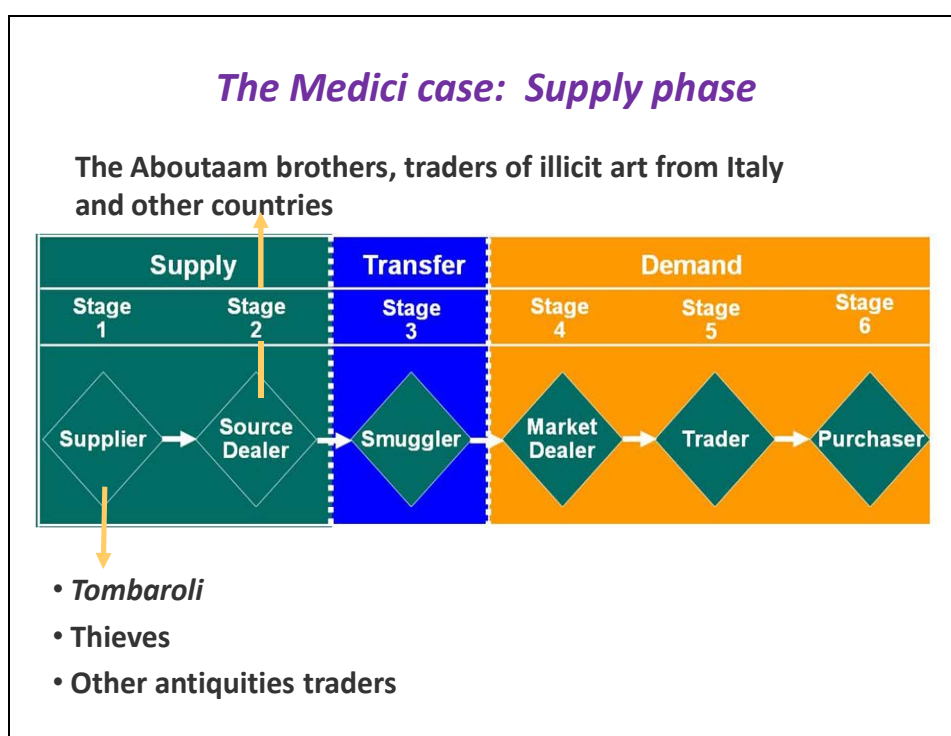 The Medici case:  Supply phase
The Aboutaam brothers, traders of illicit art from Italy
and other countries
Supply
Transfer
Demand
Stage
1
Stage
2
Stage
3
Stage
4
Stage
5
Stage
6
Supplier
Source
Dealer
Smuggler
Market
Dealer
Trader
Purchaser
• Tombaroli
• Thieves
• Other antiquities traders